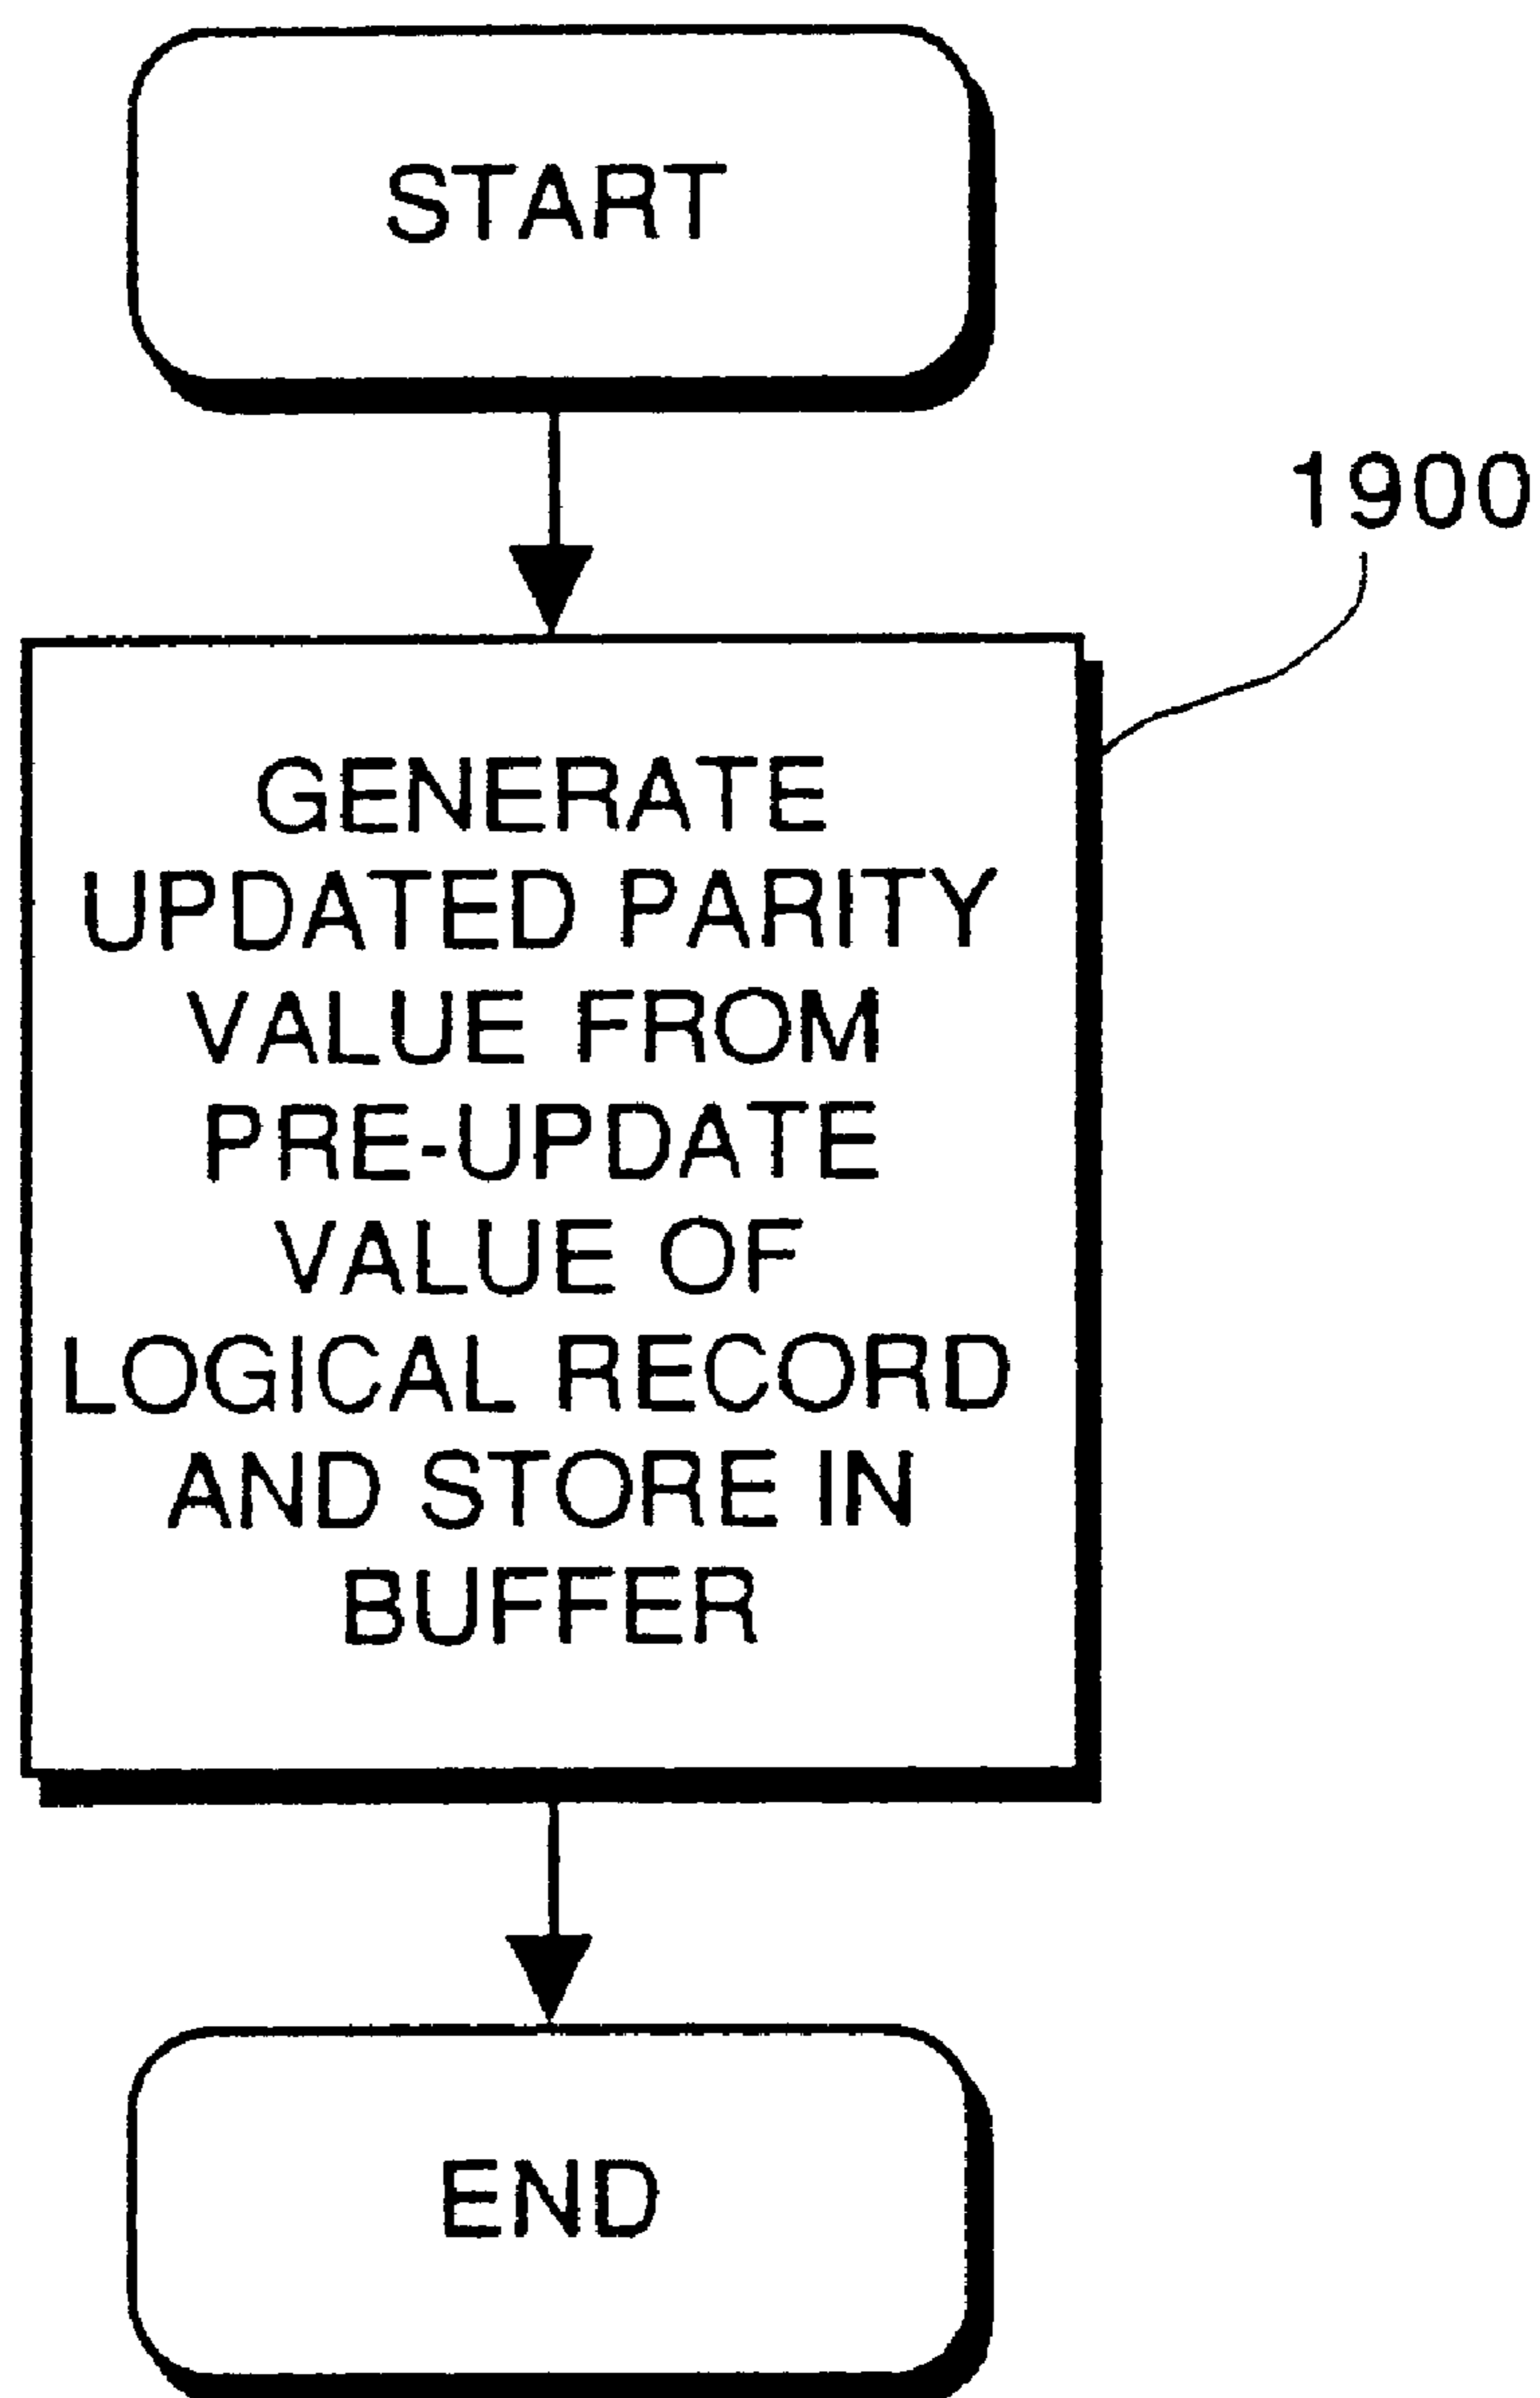 START
1900
GENERATE
UPDATED PARITY
VALUE FROM
PRE-UPDATE
VALUE OF
LOGICAL RECORD
AND STORE IN
BUFFER
END